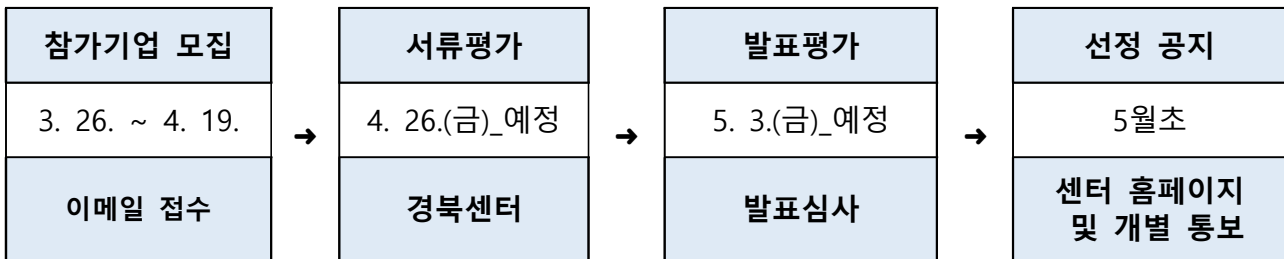 참가기업 모집
3. 26. ~ 4. 19.
이메일 접수
➜
서류평가
4. 26.(금)_예정
경북센터
➜
발표평가
5. 3.(금)_예정
발표심사
➜
선정 공지
5월초
센터 홈페이지
및 개별 통보